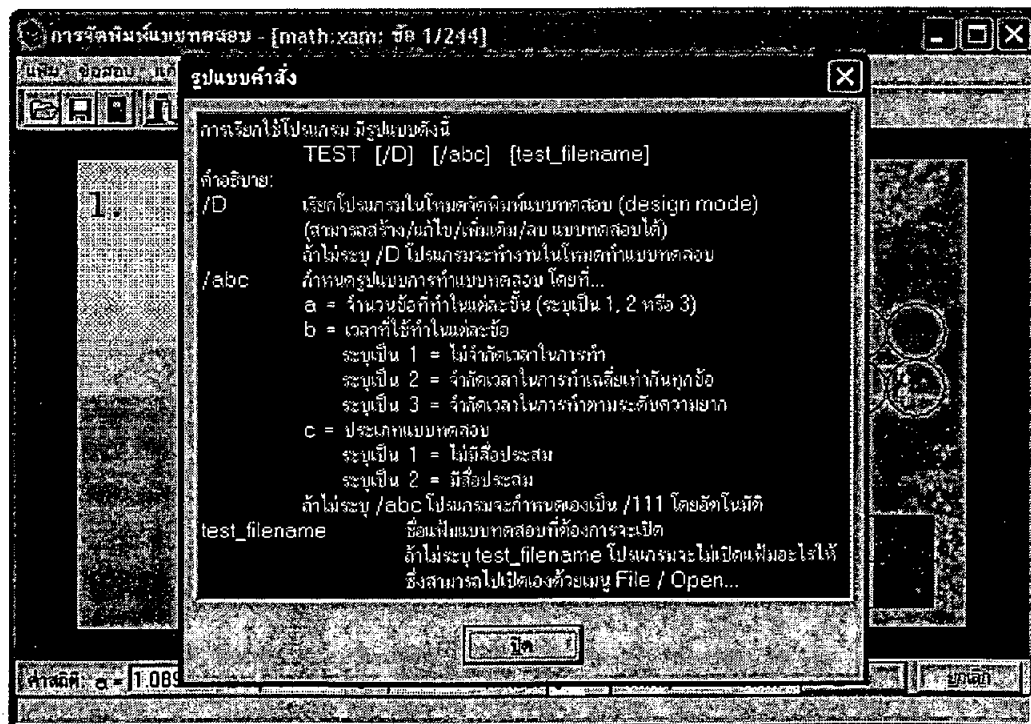 การจัดพิมพ์แบบทดสอบ - [math.xam: ข้อ 1/244]
แฟ้ม ข้อสอบ
รูปแบบคำสั่ง
การเรียกใช้โปรแกรม มีรูปแบบดังนี้
TEST [/D] [/abc] [test_filename]
คำอธิบาย:
/D เรียกโปรแกรมในโหมดจัดพิมพ์แบบทดสอบ (design mode)
(สามารถสร้าง/แก้ไข/เพิ่มเติม/ลบ แบบทดสอบได้)
ถ้าไม่ระบุ /D โปรแกรมจะทำงานในโหมดทำแบบทดสอบ
/abc กำหนดรูปแบบการทำแบบทดสอบ โดยที่...
a = จำนวนข้อที่ทำในแต่ละขั้น (ระบุเป็น 1, 2 หรือ 3)
b = เวลาที่ใช้ทำในแต่ละข้อ
ระบุเป็น 1 = ไม่จำกัดเวลาในการทำ
ระบุเป็น 2 = จำกัดเวลาในการทำเฉลี่ยเท่ากันทุกข้อ
ระบุเป็น 3 = จำกัดเวลาในการทำตามระดับความยาก
c = ประเภทแบบทดสอบ
ระบุเป็น 1 = ไม่มีสื่อประสม
ระบุเป็น 2 = มีสื่อประสม
ถ้าไม่ระบุ /abc โปรแกรมจะกำหนดเองเป็น /111 โดยอัตโนมัติ
test_filename ชื่อแฟ้มแบบทดสอบที่ต้องการจะเปิด
ถ้าไม่ระบุ test_filename โปรแกรมจะไม่เปิดแฟ้มอะไรให้
ซึ่งสามารถไปเปิดเองด้วยเมนู File / Open...
1.
ปิด
ค่าสถิติ: a = 1.089
ยกเลิก